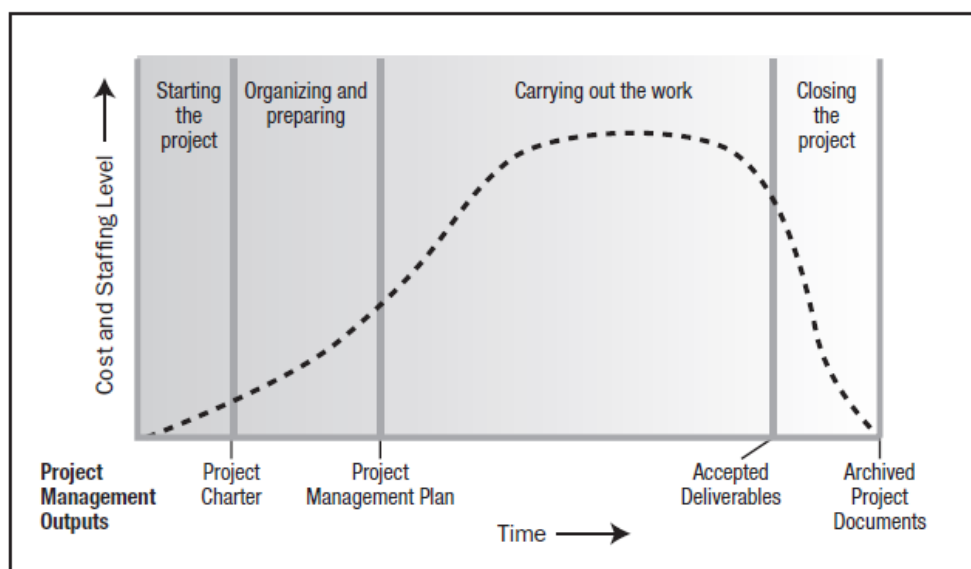 Starting
the
project
Organizing and
preparing
Carrying out the work
Closing
the
project
Cost and Staffing Level
Project
Management
Outputs
Project
Charter
Project
Management Plan
Accepted
Deliverables
Archived
Project
Documents
Time